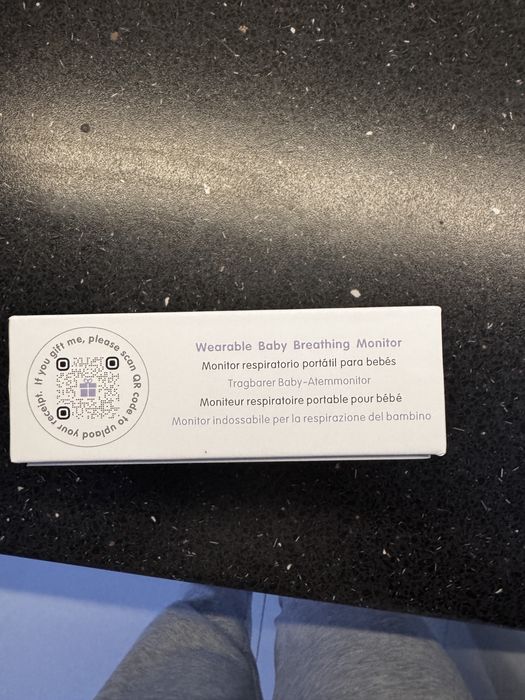 If you gift me, please scan QR code to uplaod your receipt.
Wearable Baby Breathing Monitor
Monitor respiratorio portátil para bebés
Tragbarer Baby-Atemmonitor
Moniteur respiratoire portable pour bébé
Monitor indossabile per la respirazione del bambino